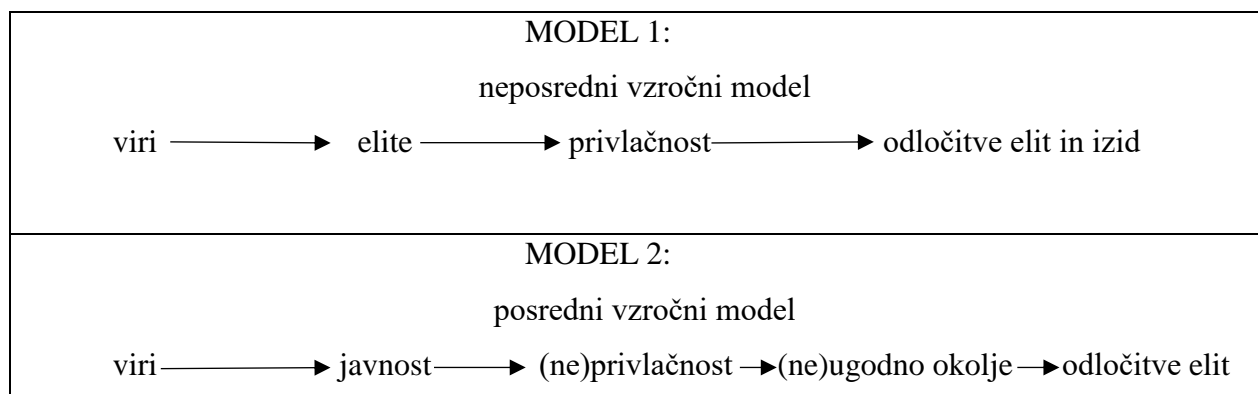 MODEL 1:
neposredni vzročni model
viri elite privlačnost odločitve elit in izid
MODEL 2:
posredni vzročni model
viri javnost (ne)privlačnost (ne)ugodno okolje odločitve elit